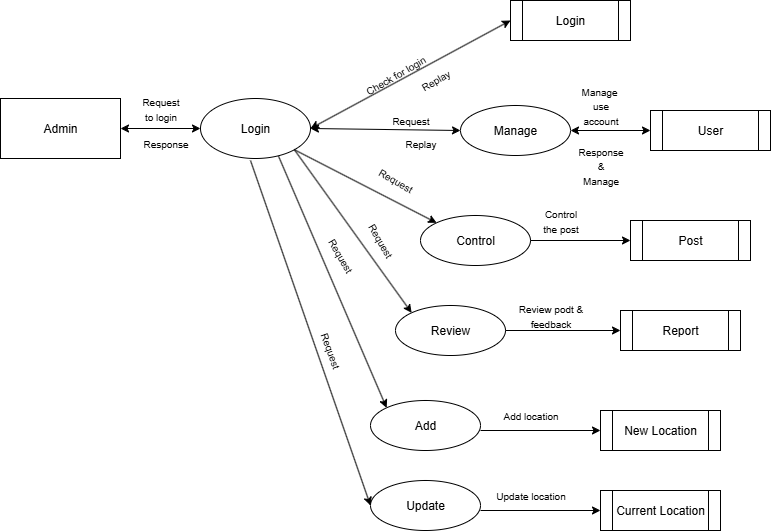 Login
Check for login
Replay
Request
to login
Admin
Response
Login
Request
Replay
Manage
Manage
use
account
Response
&
Manage
User
Request
Control
Control
the post
Post
Request
Review
Review podt &
feedback
Report
Request
Add
Add location
New Location
Request
Update
Update location
Current Location